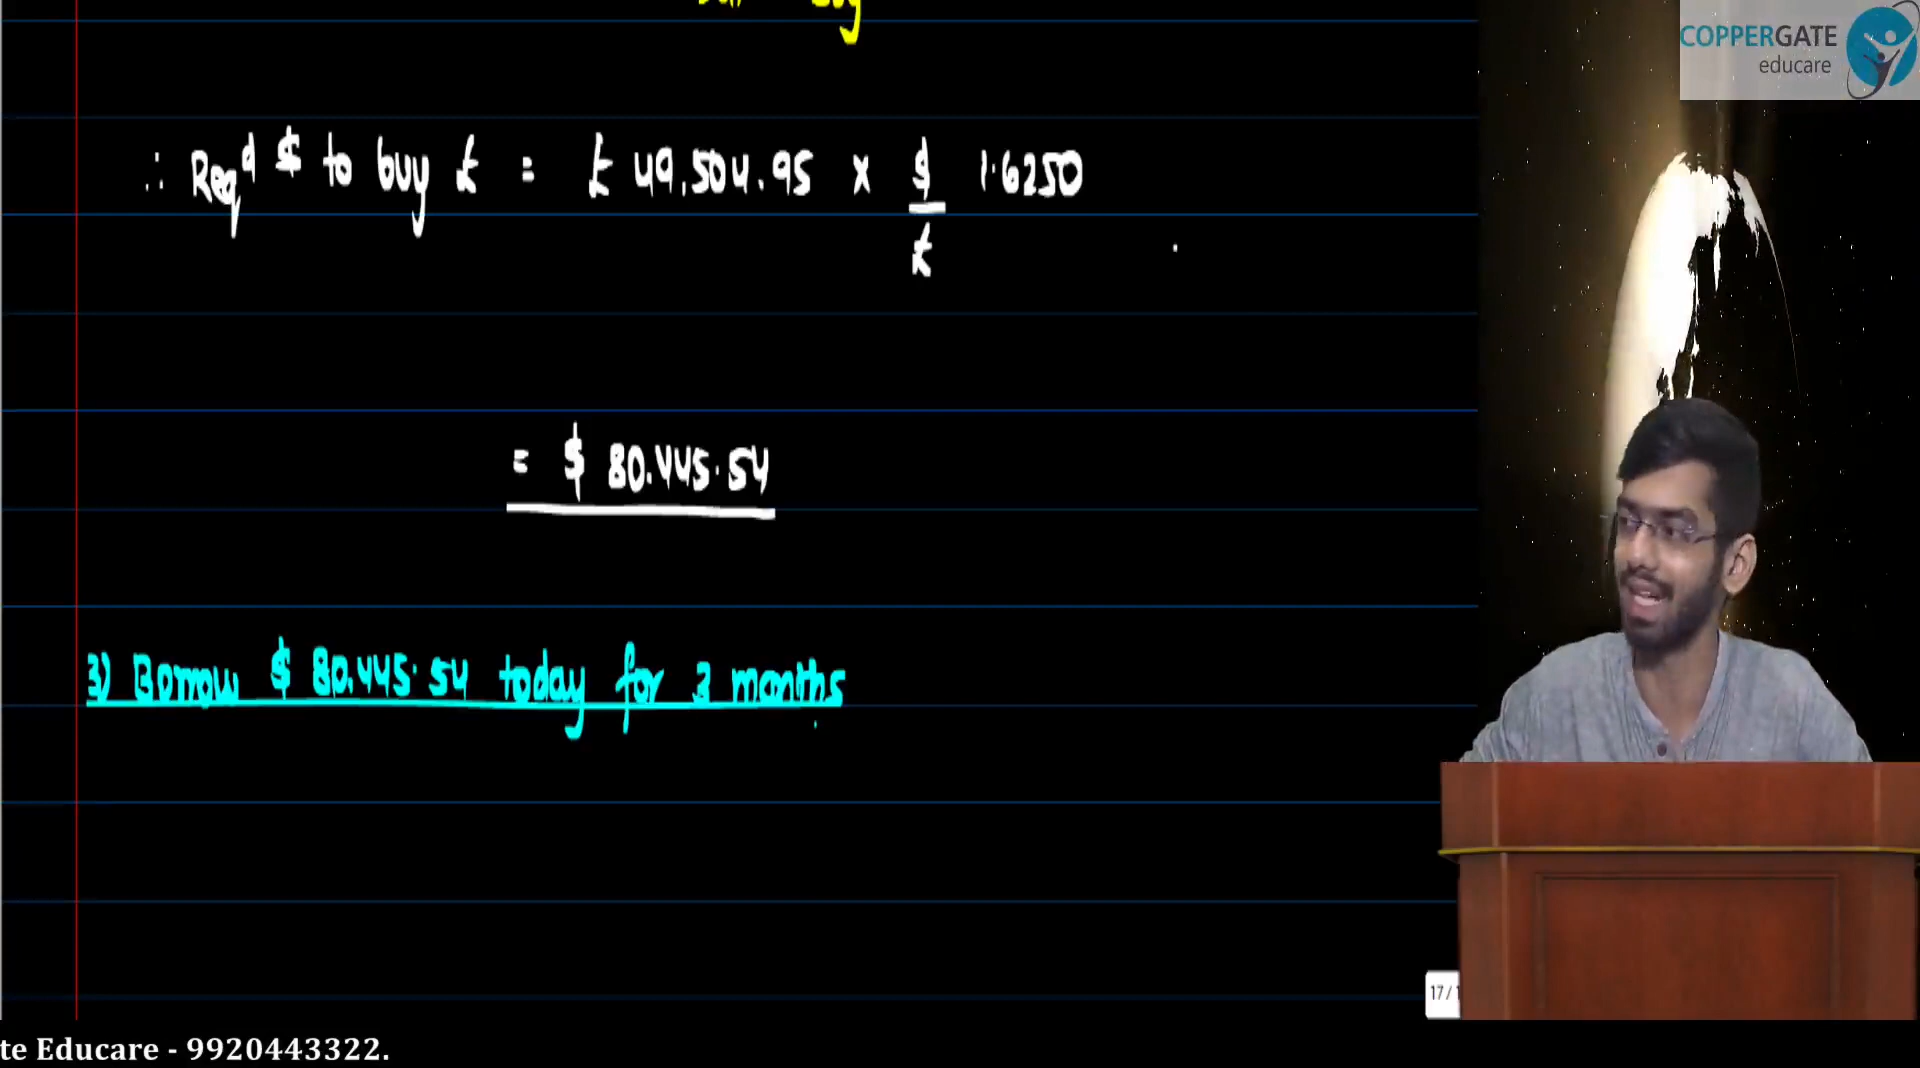 COPPERGATE
educare
∴ Reqd $ to buy £ = £ 49,504.95 x $/£ 1.6250
= $ 80,445.54
3) Borrow $ 80,445.54 today for 3 months
17/1
te Educare - 9920443322.